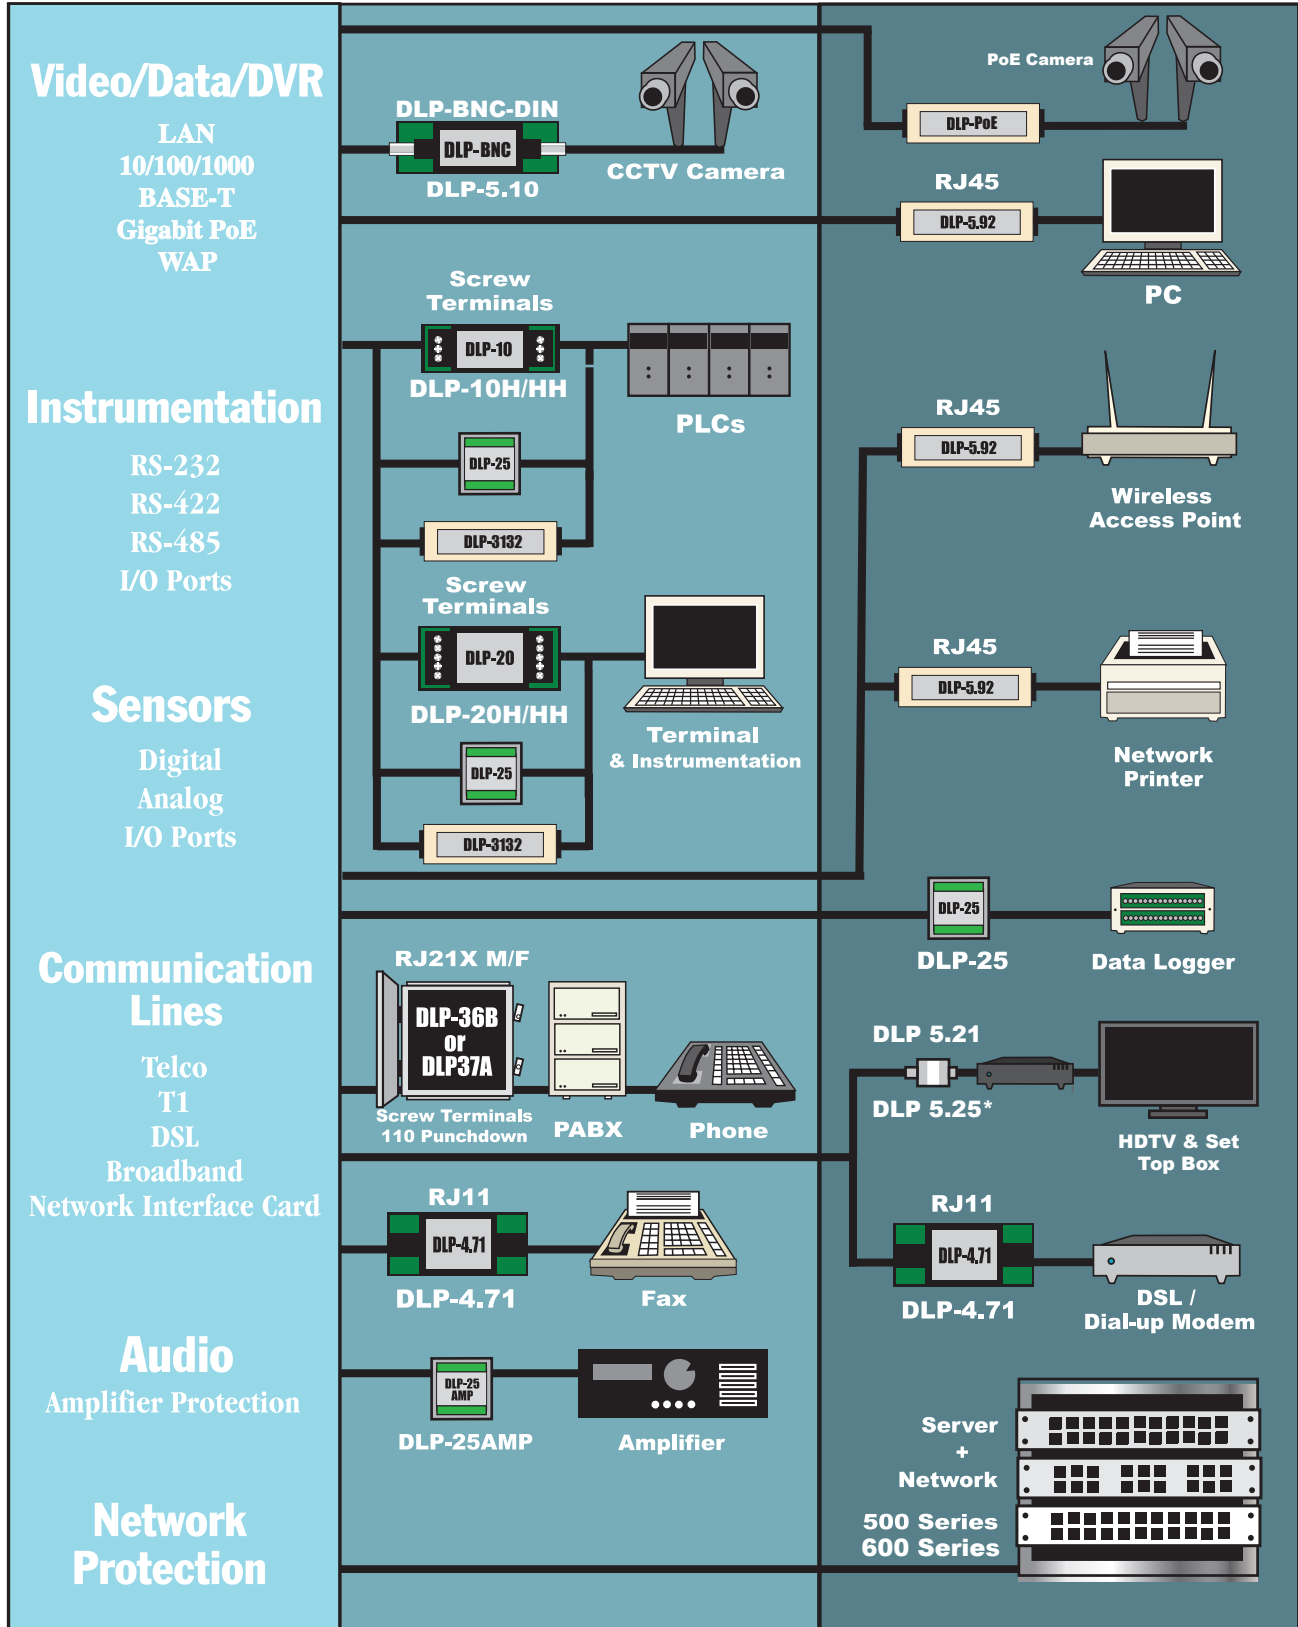 Video/Data/DVR
LAN
10/100/1000
BASE-T
Gigabit PoE
WAP
Instrumentation
RS-232
RS-422
RS-485
I/O Ports
Sensors
Digital
Analog
I/O Ports
Communication
Lines
Telco
T1
DSL
Broadband
Network Interface Card
Audio
Amplifier Protection
Network
Protection
DLP-BNC-DIN
DLP-BNC
DLP-5.10
CCTV Camera
Screw
Terminals
DLP-10
DLP-10H/HH
PLCs
DLP-25
DLP-3132
Screw
Terminals
DLP-20
DLP-20H/HH
Terminal
& Instrumentation
DLP-25
DLP-3132
RJ21X M/F
DLP-36B
or
DLP37A
Screw Terminals
110 Punchdown
PABX
Phone
RJ11
DLP-4.71
DLP-4.71
Fax
DLP-25
AMP
DLP-25AMP
Amplifier
PoE Camera
DLP-PoE
RJ45
DLP-5.92
PC
RJ45
DLP-5.92
Wireless
Access Point
RJ45
DLP-5.92
Network
Printer
DLP-25
DLP-25
Data Logger
DLP 5.21
DLP 5.25*
HDTV & Set
Top Box
RJ11
DLP-4.71
DLP-4.71
DSL /
Dial-up Modem
Server
+
Network
500 Series
600 Series